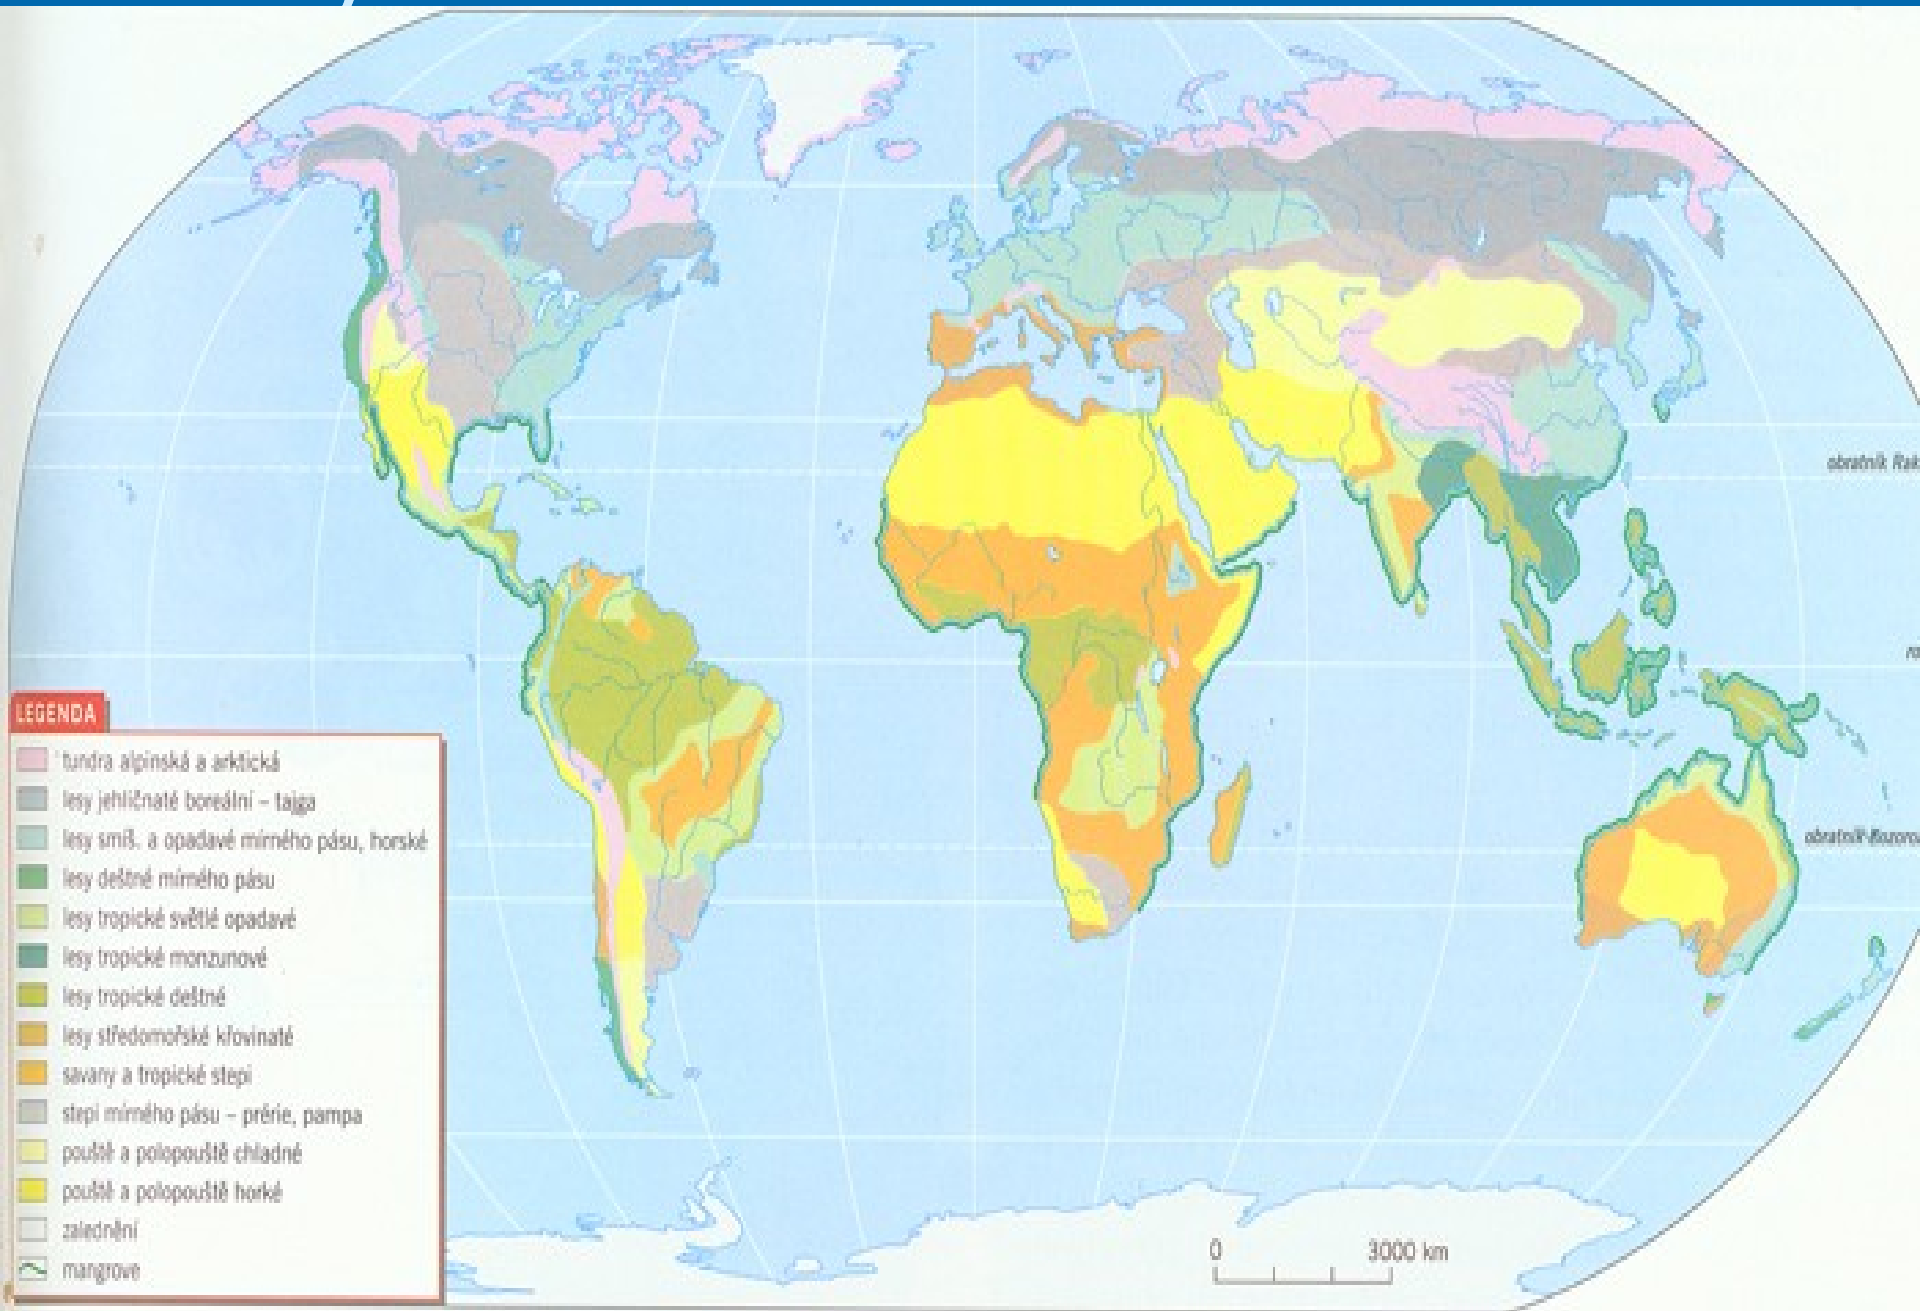 obratník Rak
ro
obratník Kozoro
LEGENDA
tundra alpinská a arktická
lesy jehličnaté boreální – tajga
lesy smíš. a opadavé mírného pásu, horské
lesy deštné mírného pásu
lesy tropické světlé opadavé
lesy tropické monzunové
lesy tropické deštné
lesy středomořské křovinaté
savany a tropické stepi
stepi mírného pásu – prérie, pampa
pouště a polopouště chladné
pouště a polopouště horké
zalednění
mangrove
0 3000 km